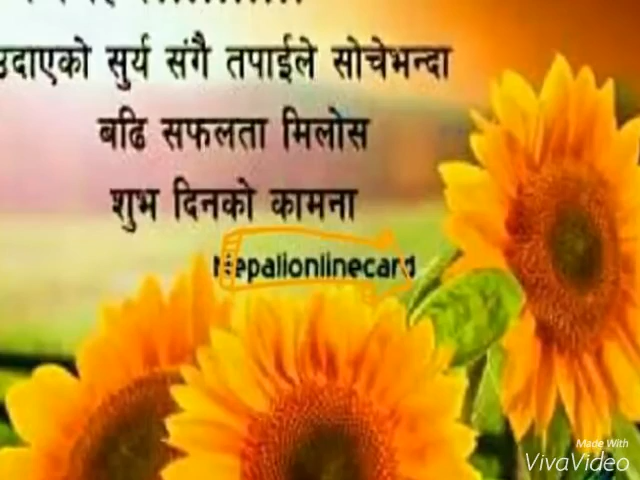 उदाएको सुर्य संगै तपाईले सोचेभन्दा
बढि सफलता मिलोस
शुभ दिनको कामना
Nepalionlinecard
Made With
VivaVideo